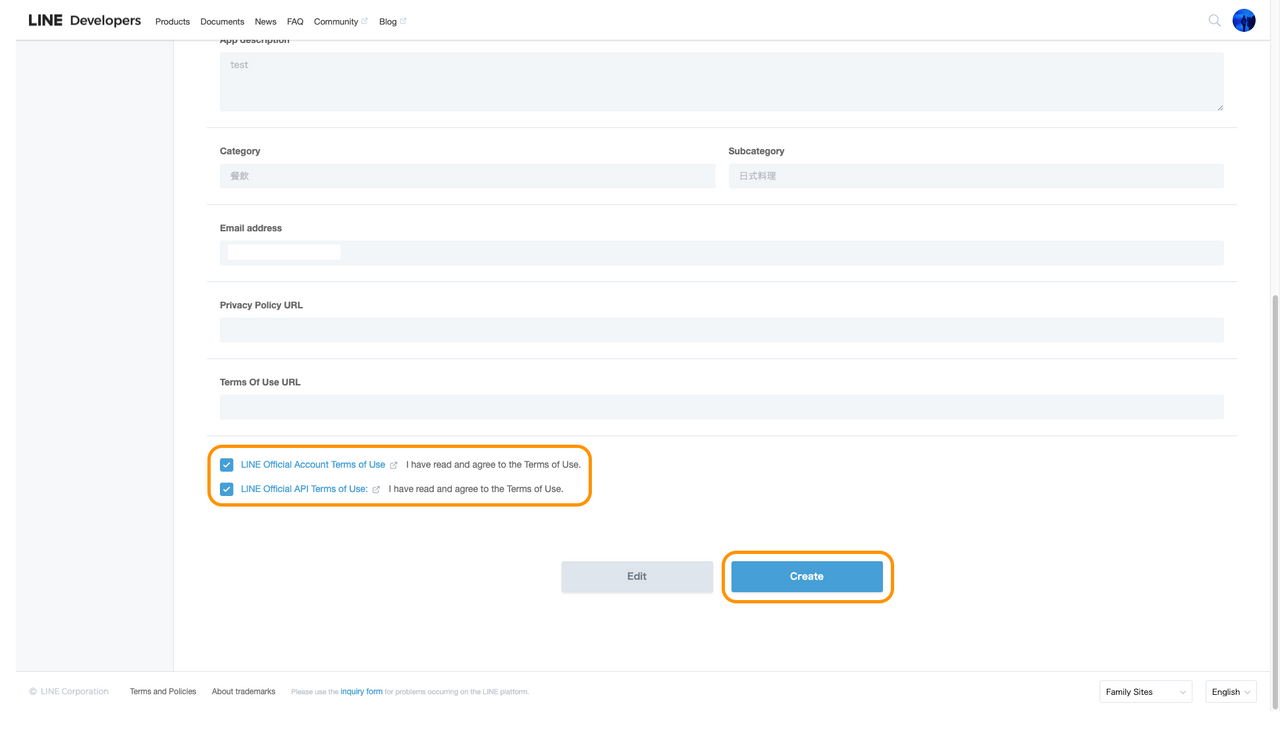 LINE Developers Products Documents News FAQ Community Blog
App description
test
Category Subcategory
餐飲 日式料理
Email address
Privacy Policy URL
Terms Of Use URL
LINE Official Account Terms of Use I have read and agree to the Terms of Use.
LINE Official API Terms of Use: I have read and agree to the Terms of Use.
Edit Create
© LINE Corporation Terms and Policies About trademarks Please use the inquiry form for problems occurring on the LINE platform. Family Sites English